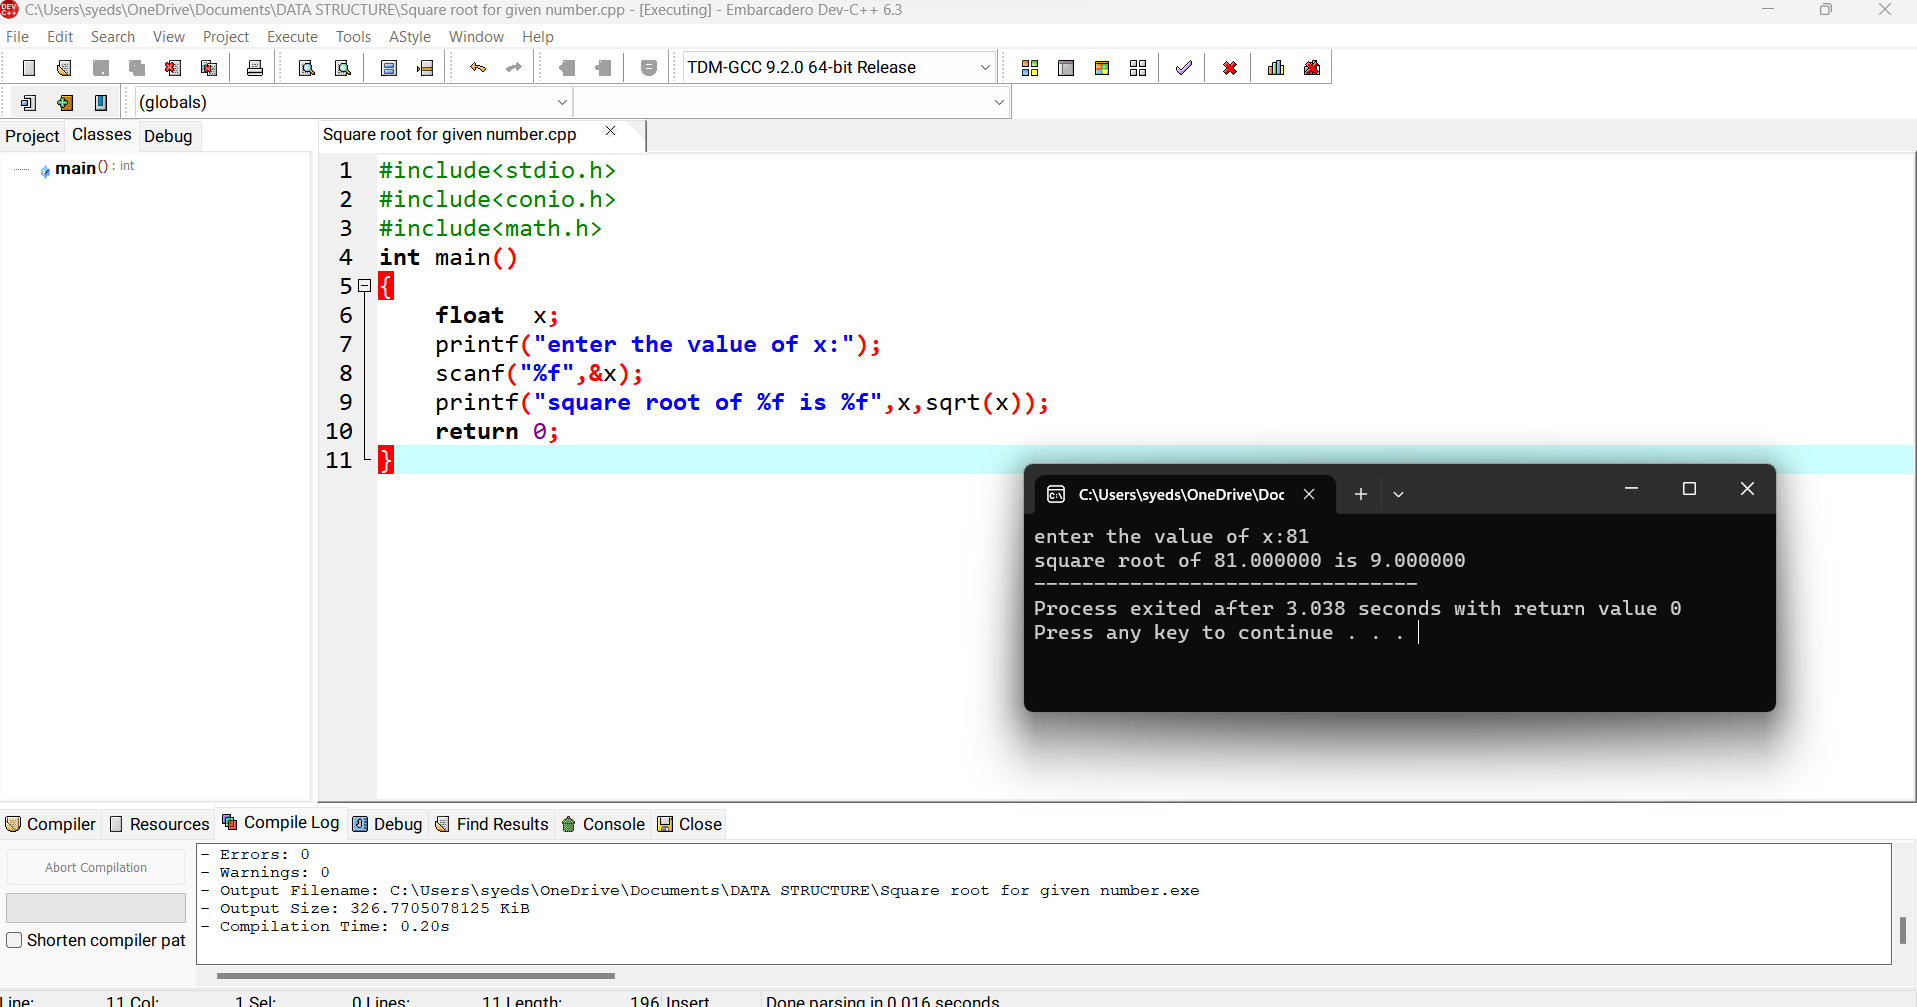 C:\Users\syeds\OneDrive\Documents\DATA STRUCTURE\Square root for given number.cpp - [Executing] - Embarcadero Dev-C++ 6.3
File Edit Search View Project Execute Tools AStyle Window Help
TDM-GCC 9.2.0 64-bit Release
(globals)
Project Classes Debug
Square root for given number.cpp
main() : int
1 #include<stdio.h>
2 #include<conio.h>
3 #include<math.h>
4 int main()
5 {
6 float  x;
7 printf("enter the value of x:");
8 scanf("%f",&x);
9 printf("square root of %f is %f",x,sqrt(x));
10 return 0;
11 }
C:\Users\syeds\OneDrive\Doc
enter the value of x:81
square root of 81.000000 is 9.000000
--------------------------------
Process exited after 3.038 seconds with return value 0
Press any key to continue . . .
Compiler Resources Compile Log Debug Find Results Console Close
Abort Compilation
Shorten compiler pat
- Errors: 0
- Warnings: 0
- Output Filename: C:\Users\syeds\OneDrive\Documents\DATA STRUCTURE\Square root for given number.exe
- Output Size: 326.7705078125 KiB
- Compilation Time: 0.20s
Line: 11 Col: 1 Sel: 0 Lines: 11 Length: 196 Insert Done parsing in 0.016 seconds